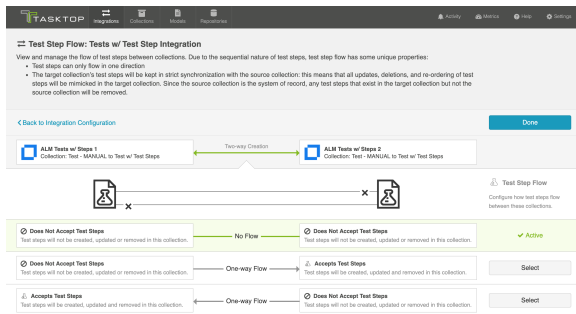 TASKTOP
Integrations
Collections
Models
Repositories
Activity
Metrics
Help
Settings
Test Step Flow: Tests w/ Test Step Integration
View and manage the flow of test steps between collections. Due to the sequential nature of test steps, test step flow has some unique properties:
• Test steps can only flow in one direction
• The target collection's test steps will be kept in strict synchronization with the source collection: this means that all updates, deletions, and re-ordering of test
steps will be mimicked in the target collection. Since the source collection is the system of record, any test steps that exist in the target collection but not the
source collection will be removed.
Back to Integration Configuration
Done
ALM Tests w/ Steps 1
Collection: Test - MANUAL to Test w/ Test Steps
Two-way Creation
ALM Tests w/ Steps 2
Collection: Test - MANUAL to Test w/ Test Steps
Test Step Flow
Configure how test steps flow
between these collections.
Does Not Accept Test Steps
Test steps will not be created, updated or removed in this collection.
No Flow
Does Not Accept Test Steps
Test steps will not be created, updated or removed in this collection.
Active
Does Not Accept Test Steps
Test steps will not be created, updated or removed in this collection.
One-way Flow
Accepts Test Steps
Test steps will be created, updated and removed in this collection.
Select
Accepts Test Steps
Test steps will be created, updated and removed in this collection.
One-way Flow
Does Not Accept Test Steps
Test steps will not be created, updated or removed in this collection.
Select